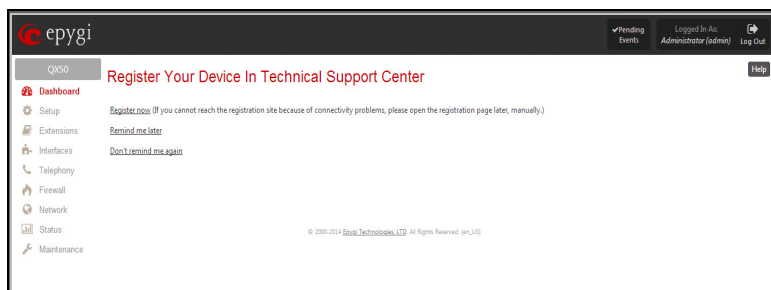 epygi
✔Pending
Events
Logged In As:
Administrator (admin)
Log Out
QX50
Help
Register Your Device In Technical Support Center
Dashboard
Setup
Register now (If you cannot reach the registration site because of connectivity problems, please open the registration page later, manually.)
Extensions
Remind me later
Interfaces
Don't remind me again
Telephony
Firewall
Network
Status
© 2000-2014 Epygi Technologies, LTD. All Rights Reserved. (en_US)
Maintenance